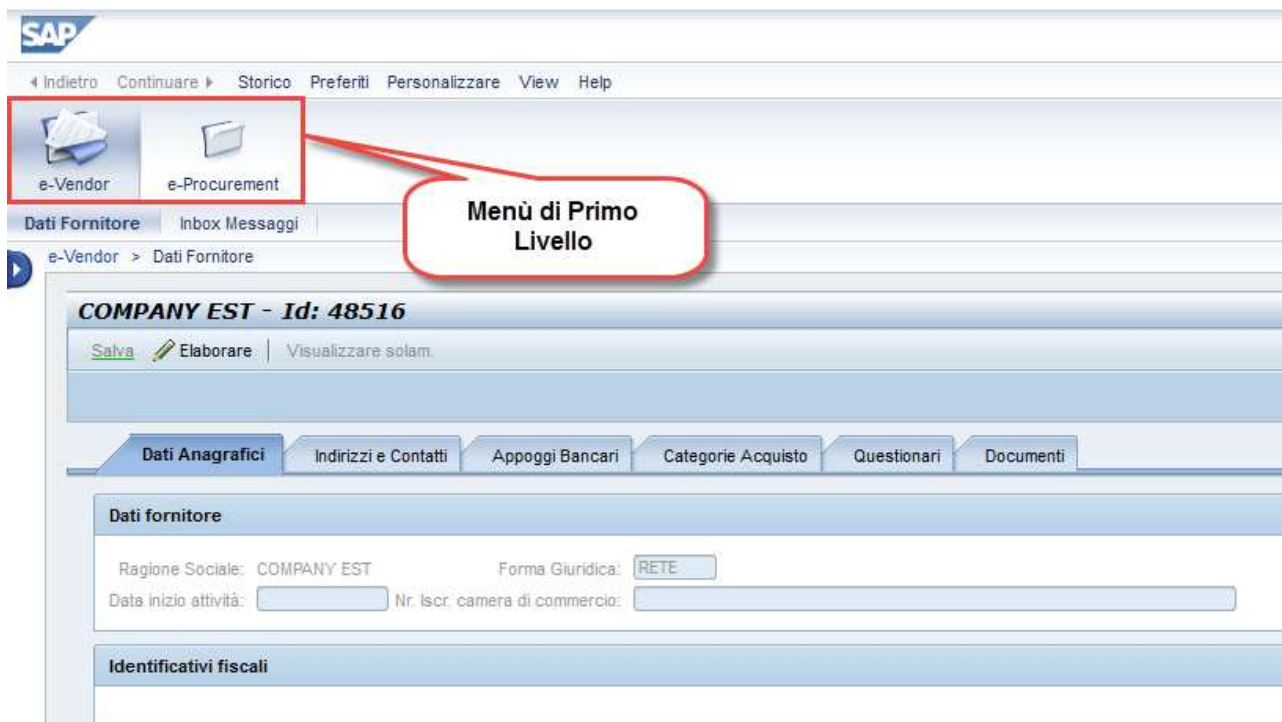 SAP
Indietro Continuare Storico Preferiti Personalizzare View Help
e-Vendor e-Procurement
Menù di Primo
Livello
Dati Fornitore Inbox Messaggi
e-Vendor > Dati Fornitore
COMPANY EST - Id: 48516
Salva Elaborare Visualizzare solam.
Dati Anagrafici Indirizzi e Contatti Appoggi Bancari Categorie Acquisto Questionari Documenti
Dati fornitore
Ragione Sociale: COMPANY EST Forma Giuridica: RETE
Data inizio attività: Nr. Iscr. camera di commercio:
Identificativi fiscali